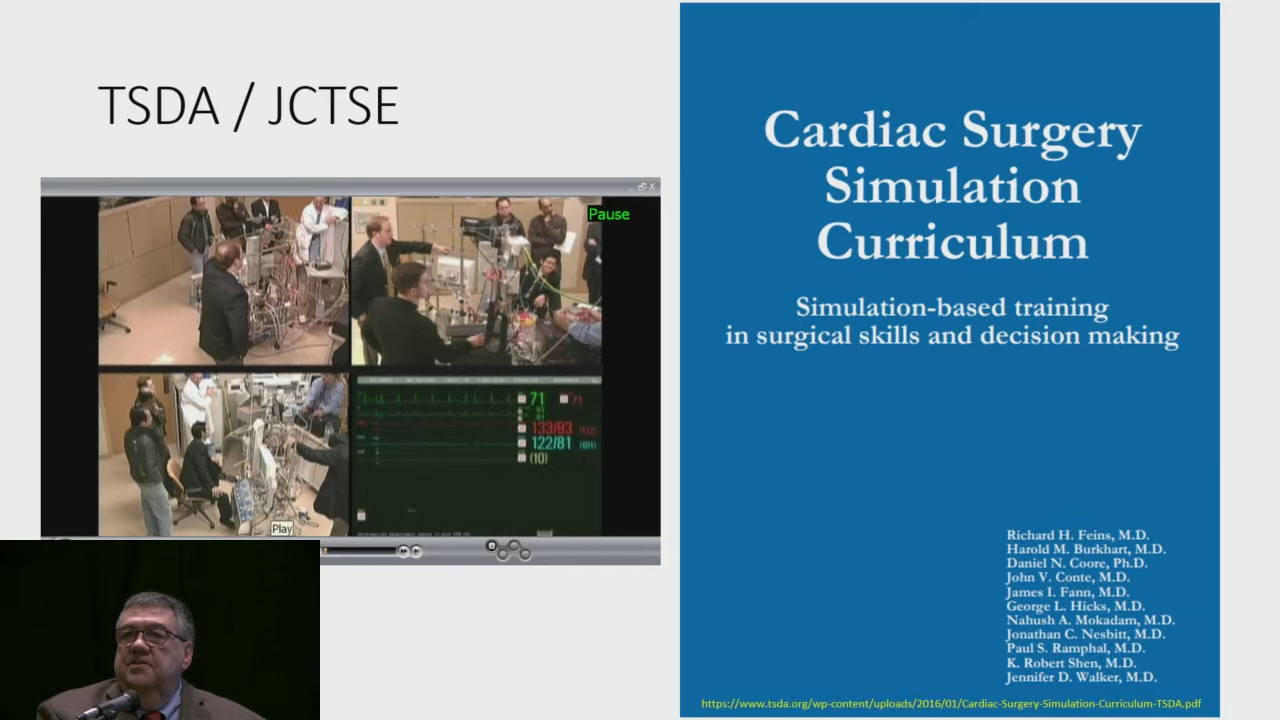 TSDA / JCTSE
Pause
71
71
133/93 (112)
122/81 (101)
(10)
Play
Cardiac Surgery
Simulation
Curriculum
Simulation-based training
in surgical skills and decision making
Richard H. Feins, M.D.
Harold M. Burkhart, M.D.
Daniel N. Coore, Ph.D.
John V. Conte, M.D.
James I. Fann, M.D.
George L. Hicks, M.D.
Nahush A. Mokadam, M.D.
Jonathan C. Nesbitt, M.D.
Paul S. Ramphal, M.D.
K. Robert Shen, M.D.
Jennifer D. Walker, M.D.
https://www.tsda.org/wp-content/uploads/2016/01/Cardiac-Surgery-Simulation-Curriculum-TSDA.pdf